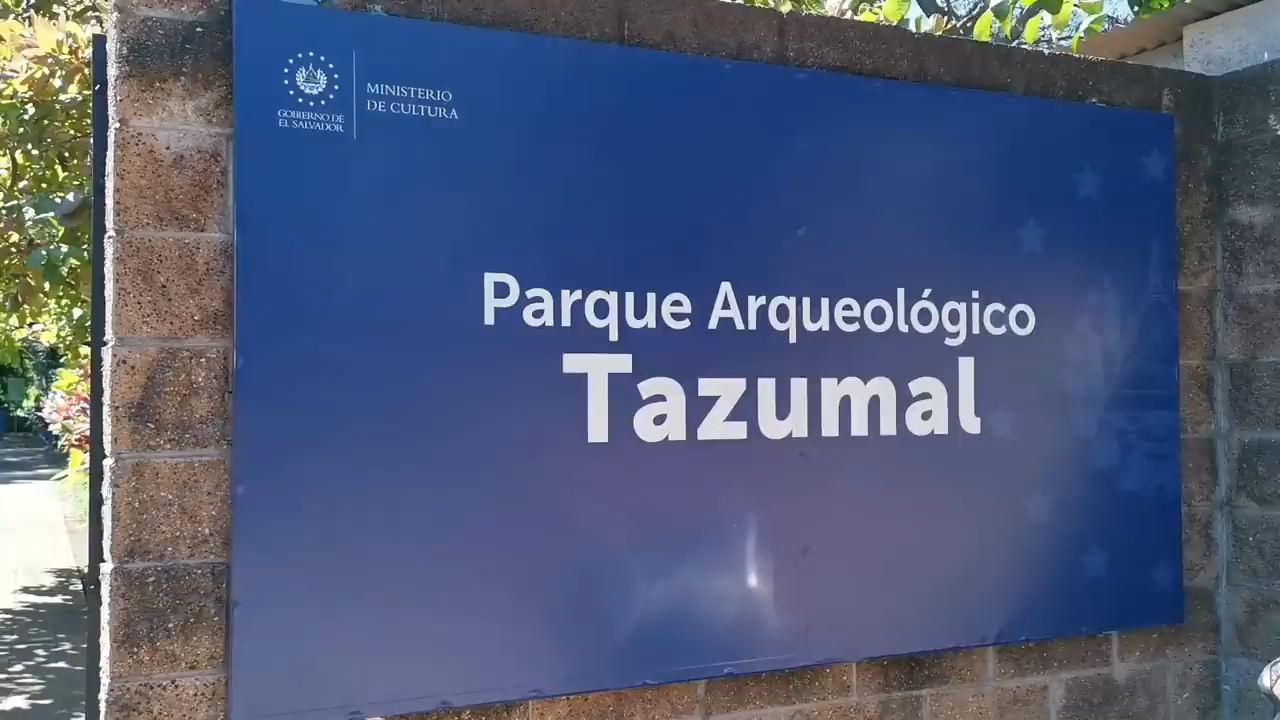 GOBIERNO DE
EL SALVADOR
MINISTERIO
DE CULTURA
Parque Arqueológico
Tazumal